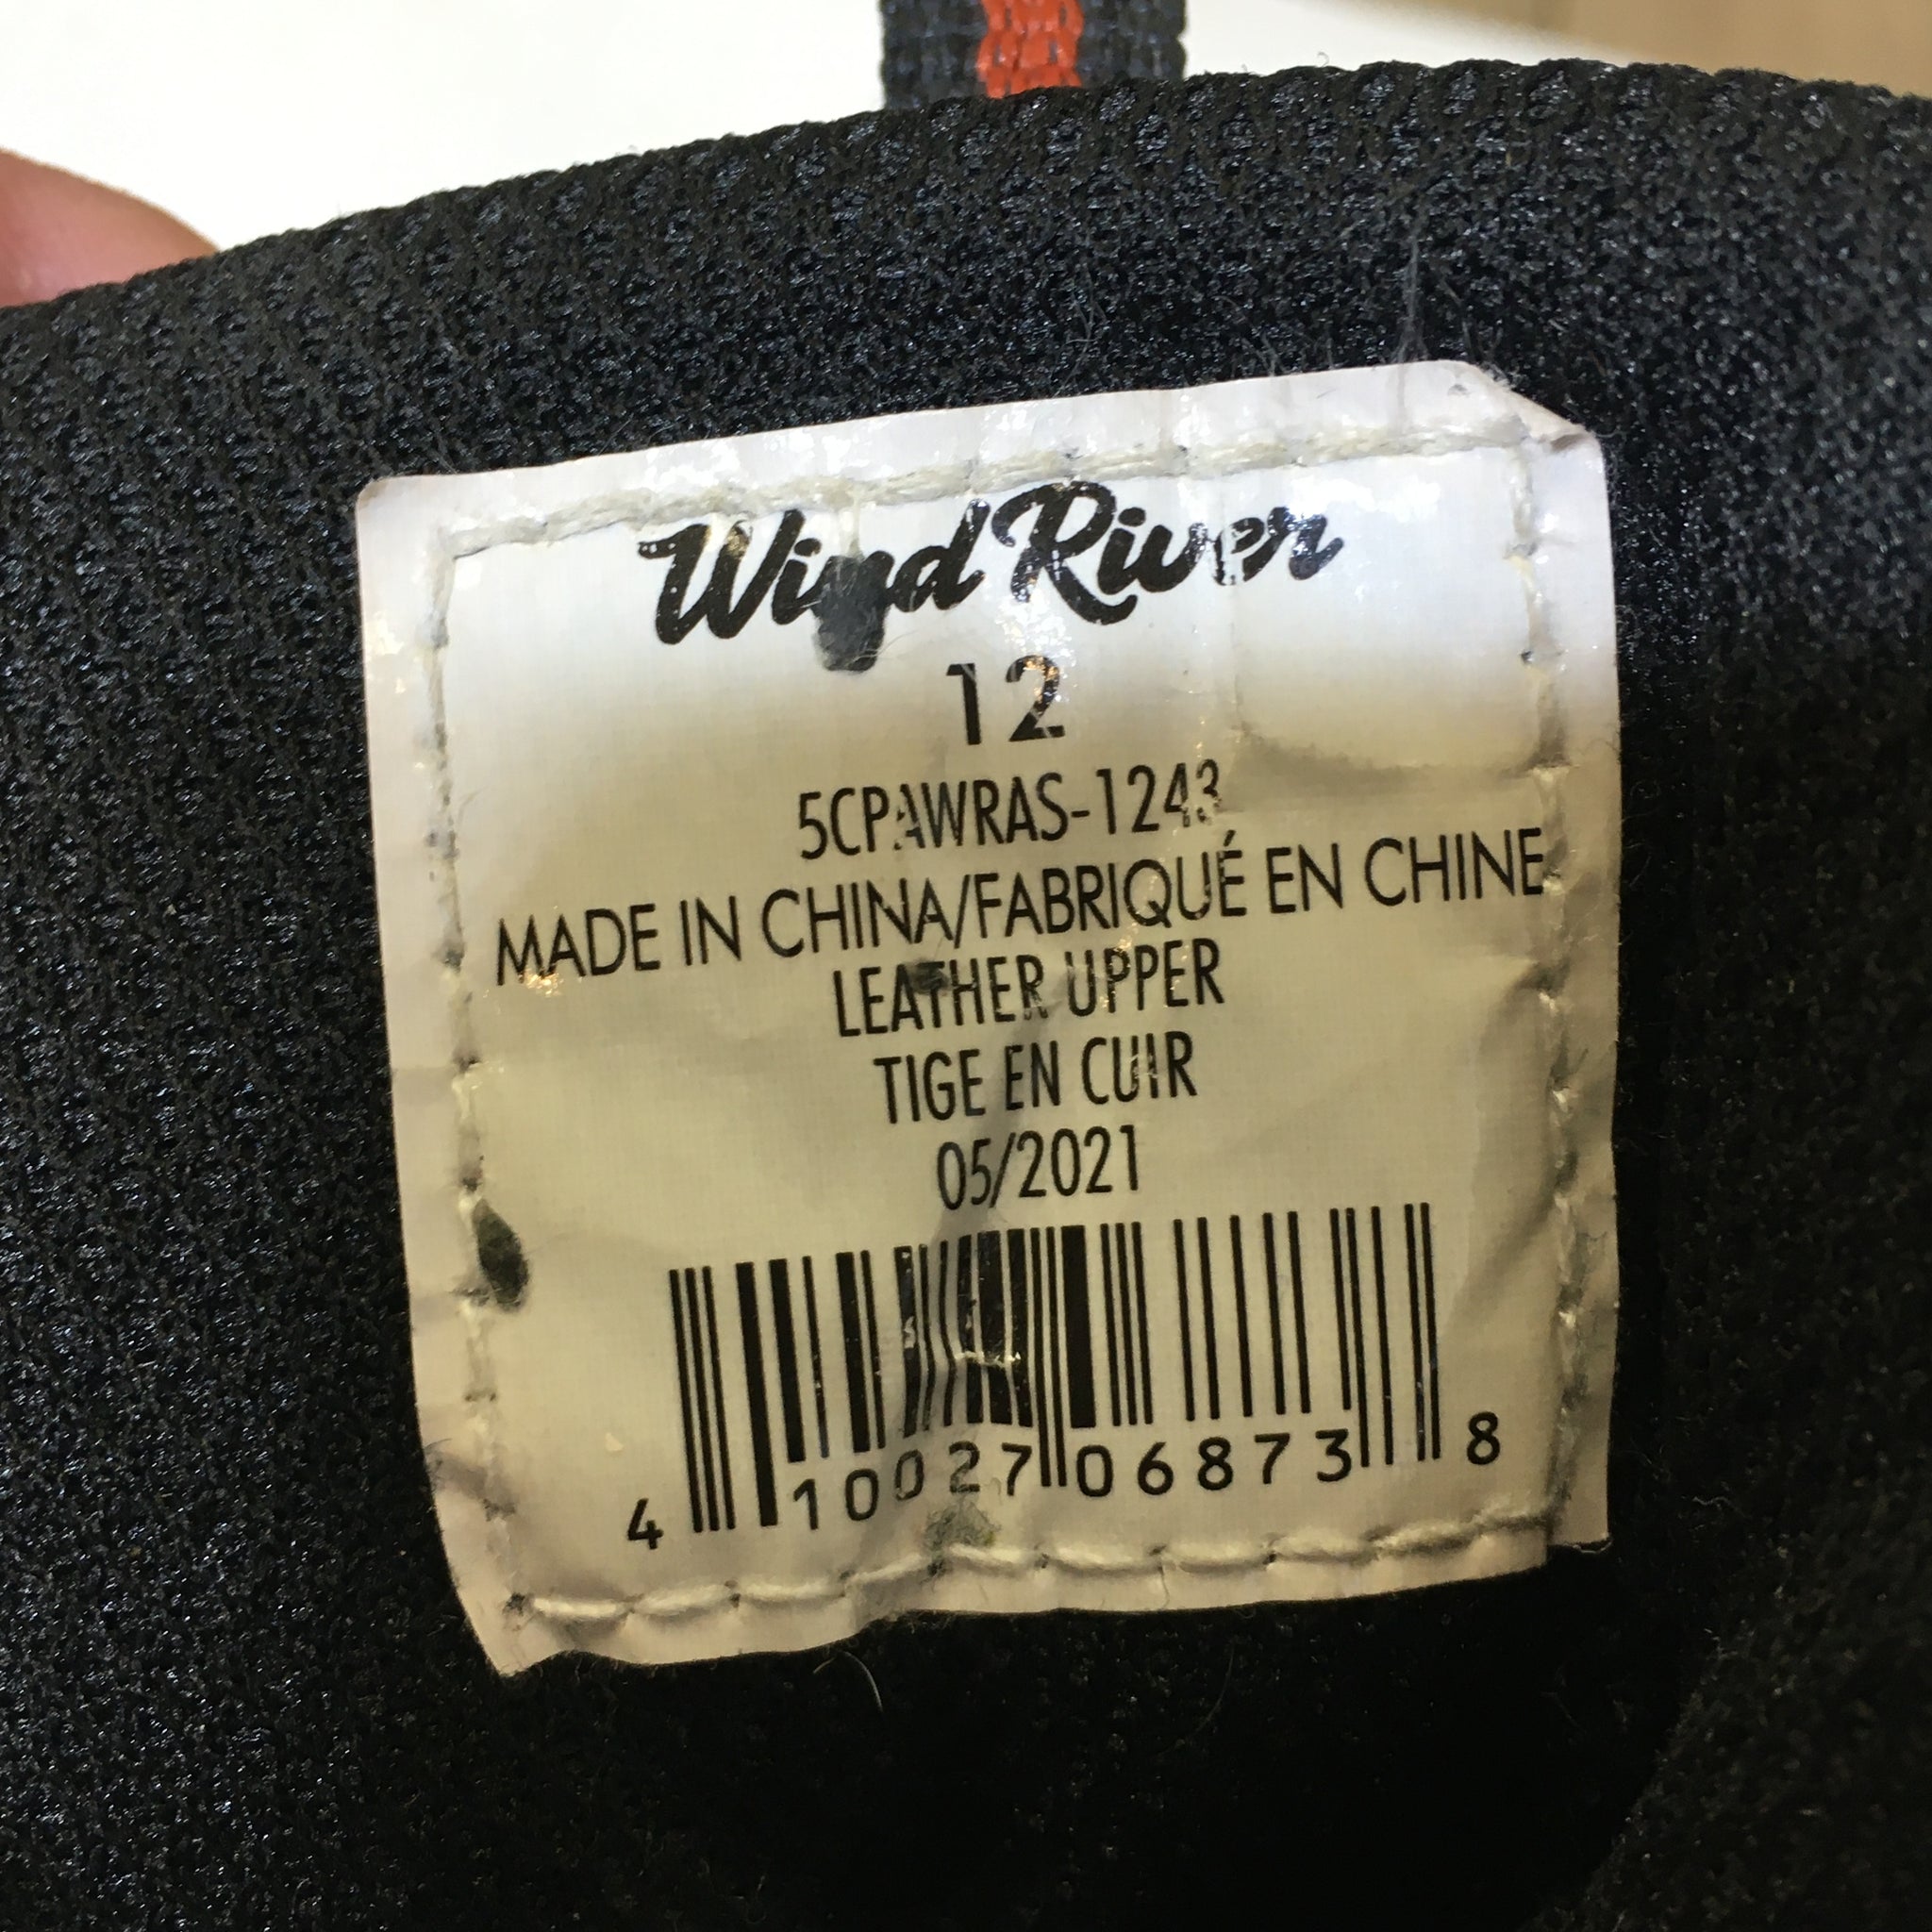 Wind River
12
5CPAWRAS-1243
MADE IN CHINA/FABRIQUÉ EN CHINE
LEATHER UPPER
TIGE EN CUIR
05/2021
4 10027 06873 8